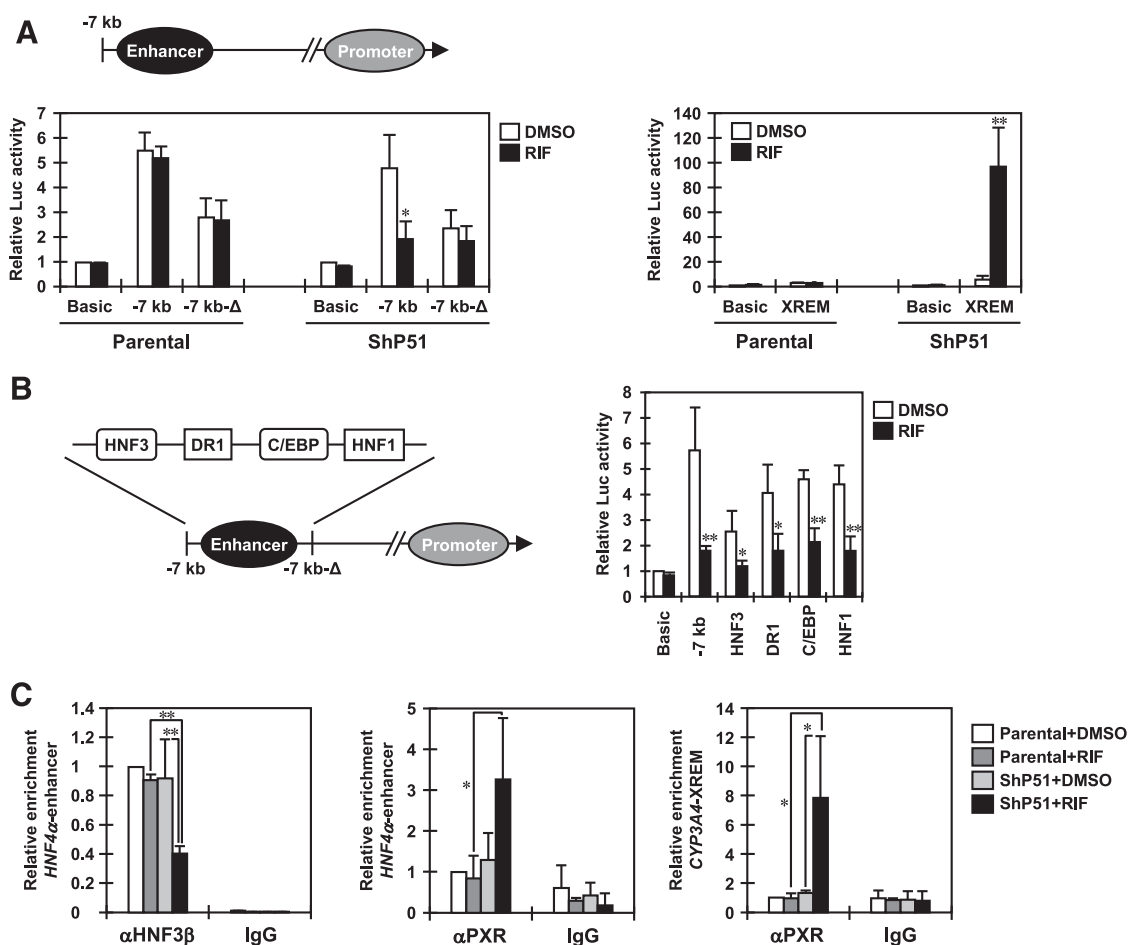 A
-7 kb
Enhancer
Promoter
Relative Luc activity
7
6
5
4
3
2
1
0
*
DMSO
RIF
Basic -7 kb -7 kb-Δ Basic -7 kb -7 kb-Δ
Parental ShP51
Relative Luc activity
140
120
100
80
60
40
20
0
**
DMSO
RIF
Basic XREM Basic XREM
Parental ShP51
B
HNF3 DR1 C/EBP HNF1
Enhancer
Promoter
-7 kb -7 kb-Δ
Relative Luc activity
8
7
6
5
4
3
2
1
0
** * * ** **
DMSO
RIF
Basic -7 kb HNF3 DR1 C/EBP HNF1
C
Relative enrichment
HNF4α-enhancer
1.4
1.2
1
0.8
0.6
0.4
0.2
0
**
**
αHNF3β IgG
Relative enrichment
HNF4α-enhancer
5
4
3
2
1
0
*
αPXR IgG
Relative enrichment
CYP3A4-XREM
14
12
10
8
6
4
2
0
*
*
αPXR IgG
Parental+DMSO
Parental+RIF
ShP51+DMSO
ShP51+RIF